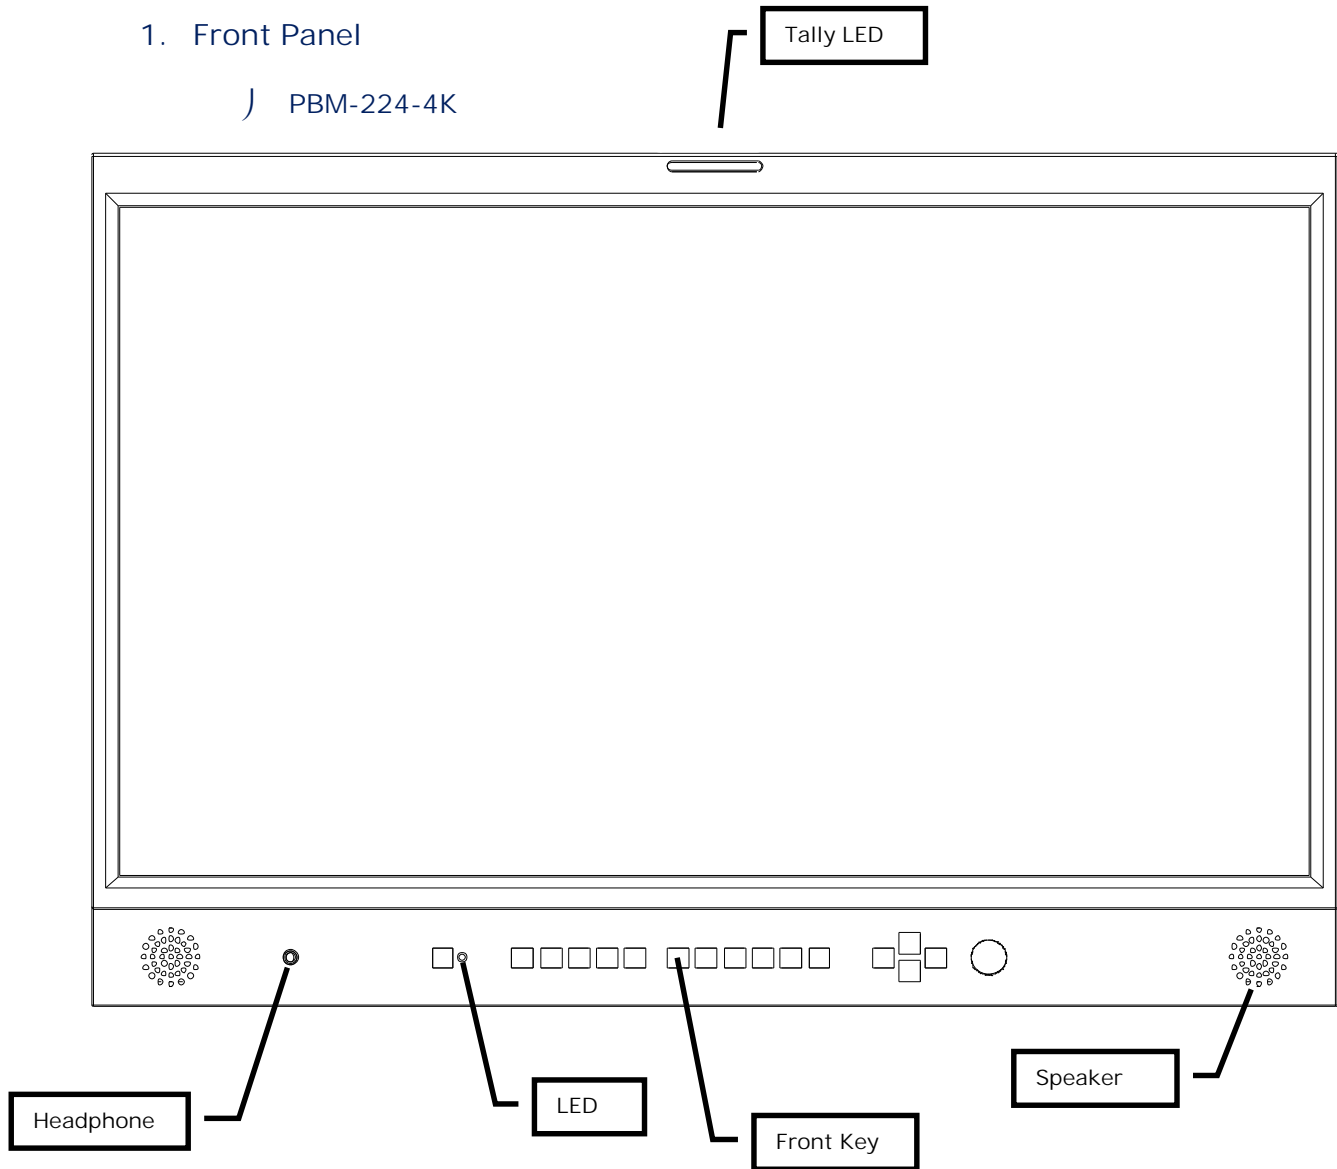 1. Front Panel
Tally LED
PBM-224-4K
Headphone
LED
Front Key
Speaker